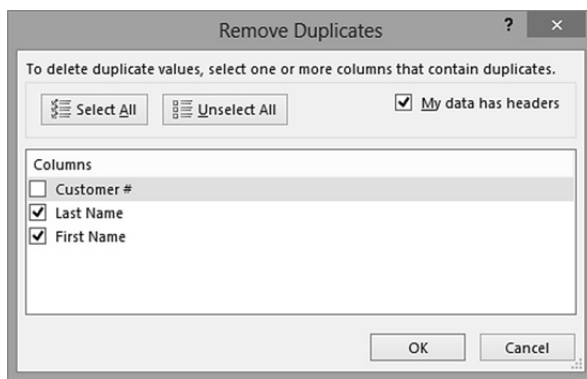 Remove Duplicates ? ×
To delete duplicate values, select one or more columns that contain duplicates.
Select All Unselect All My data has headers
Columns
Customer #
Last Name
First Name
OK Cancel